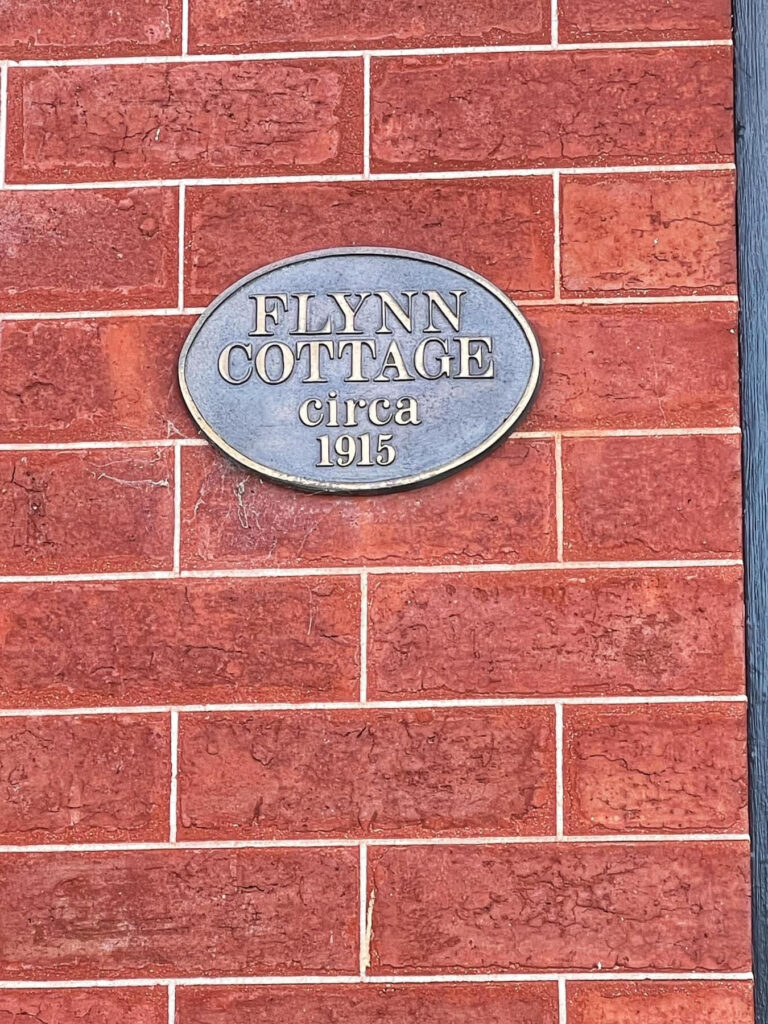 FLYNN
COTTAGE
circa
1915